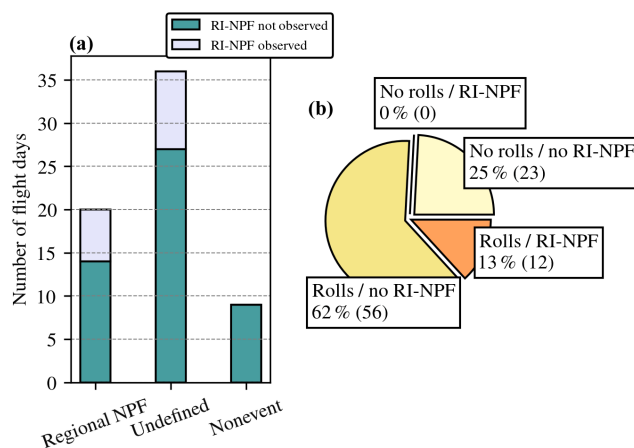 RI-NPF not observed
RI-NPF observed
(a)
35
30
25
20
15
10
5
0
Number of flight days
Regional NPF
Undefined
Nonevent
(b)
No rolls / RI-NPF
0 % (0)
No rolls / no RI-NPF
25 % (23)
Rolls / RI-NPF
13 % (12)
Rolls / no RI-NPF
62 % (56)